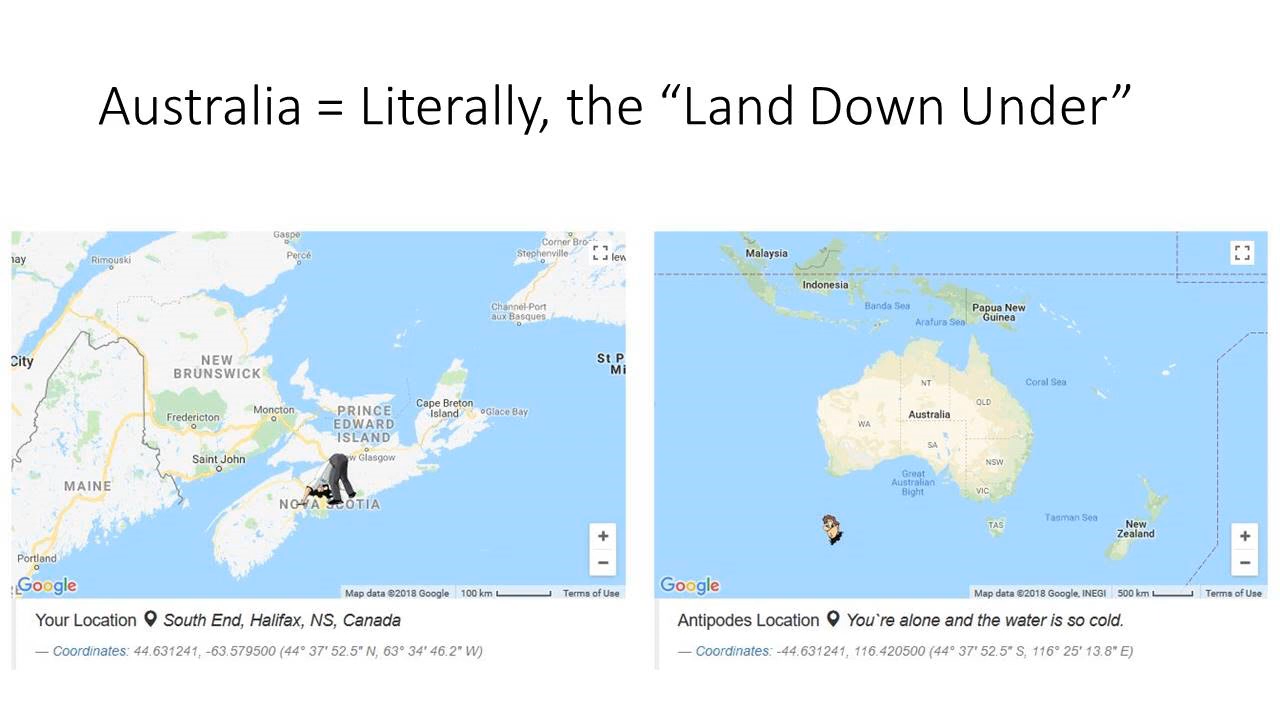 Australia = Literally, the “Land Down Under”
Gaspé
Percé
Rimouski
Corner Bro
Stephenville
Channel-Port
aux Basques
City
NEW
BRUNSWICK
St P
Mi
Fredericton
Moncton
PRINCE
EDWARD
ISLAND
Cape Breton
Island
Glace Bay
Saint John
w Glasgow
MAINE
NOVA SCOTIA
Portland
Google
Map data ©2018 Google
100 km
Terms of Use
+
−
Your Location South End, Halifax, NS, Canada
— Coordinates: 44.631241, -63.579500 (44° 37' 52.5" N, 63° 34' 46.2" W)
Malaysia
Indonesia
Banda Sea
Papua New
Guinea
Arafura Sea
NT
Coral Sea
QLD
Australia
WA
SA
NSW
Great
Australian
Bight
VIC
TAS
Tasman Sea
New
Zealand
Google
Map data ©2018 Google, INEGI
500 km
Terms of Use
+
−
Antipodes Location You`re alone and the water is so cold.
— Coordinates: -44.631241, 116.420500 (44° 37' 52.5" S, 116° 25' 13.8" E)